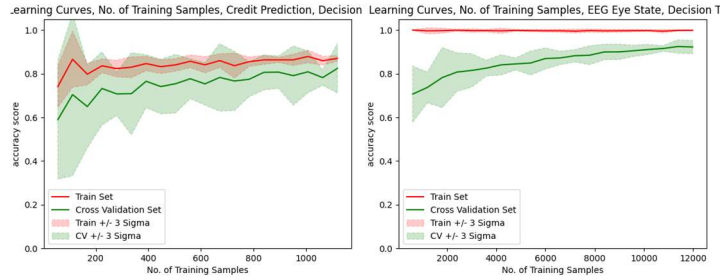 Learning Curves, No. of Training Samples, Credit Prediction, Decision
1.0
0.8
0.6
0.4
0.2
0.0
accuracy score
Train Set
Cross Validation Set
Train +/- 3 Sigma
CV +/- 3 Sigma
200 400 600 800 1000
No. of Training Samples
Learning Curves, No. of Training Samples, EEG Eye State, Decision T
1.0
0.8
0.6
0.4
0.2
0.0
accuracy score
Train Set
Cross Validation Set
Train +/- 3 Sigma
CV +/- 3 Sigma
2000 4000 6000 8000 10000 12000
No. of Training Samples